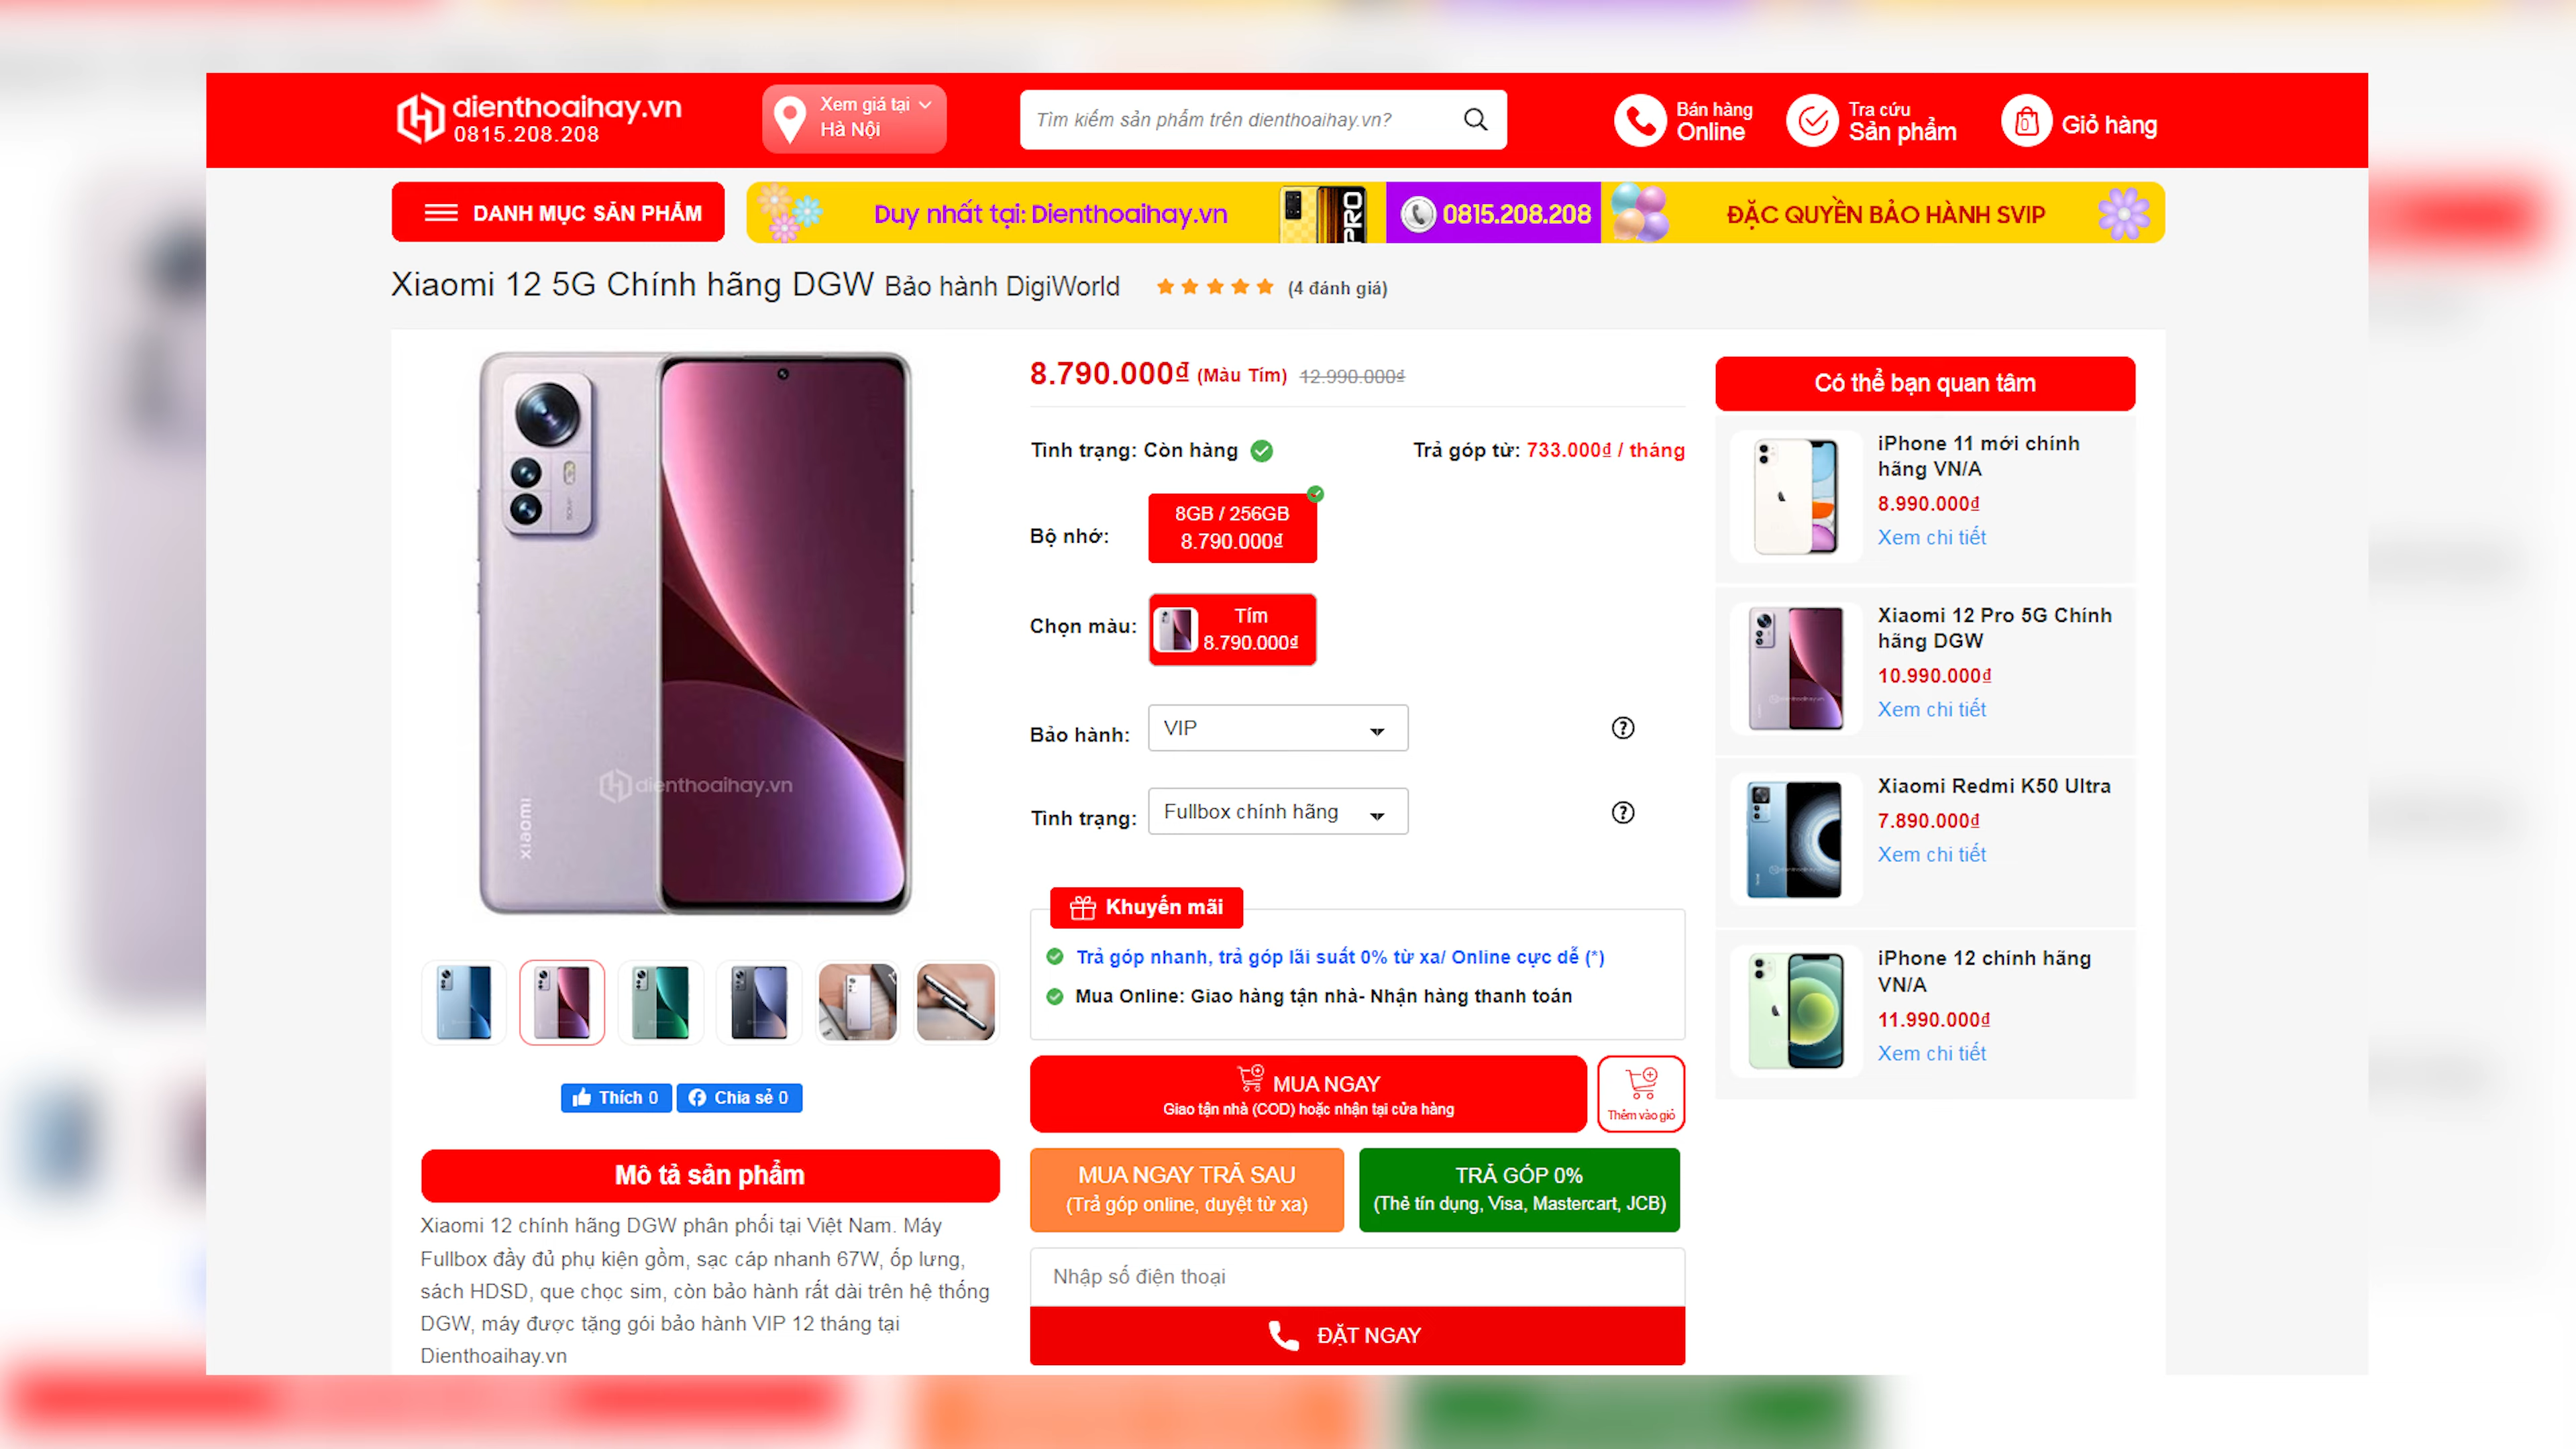 dienthoaihay.vn
0815.208.208
Xem giá tại
Hà Nội
Tìm kiếm sản phẩm trên dienthoaihay.vn?
Bán hàng
Online
Tra cứu
Sản phẩm
0
Giỏ hàng
DANH MỤC SẢN PHẨM
Duy nhất tại: Dienthoaihay.vn
PRO
0815.208.208
ĐẶC QUYỀN BẢO HÀNH SVIP
Xiaomi 12 5G Chính hãng DGW Bảo hành DigiWorld
(4 đánh giá)
xiaomi
dienthoaihay.vn
Thích 0
Chia sẻ 0
Mô tả sản phẩm
Xiaomi 12 chính hãng DGW phân phối tại Việt Nam. Máy
Fullbox đầy đủ phụ kiện gồm, sạc cáp nhanh 67W, ốp lưng,
sách HDSD, que chọc sim, còn bảo hành rất dài trên hệ thống
DGW, máy được tặng gói bảo hành VIP 12 tháng tại
Dienthoaihay.vn
8.790.000₫ (Màu Tím) 12.990.000₫
Tình trạng: Còn hàng
Trả góp từ: 733.000₫ / tháng
Bộ nhớ:
8GB / 256GB
8.790.000₫
Chọn màu:
Tím
8.790.000₫
Bảo hành:
VIP
Tình trạng:
Fullbox chính hãng
Khuyến mãi
Trả góp nhanh, trả góp lãi suất 0% từ xa/ Online cực dễ (*)
Mua Online: Giao hàng tận nhà- Nhận hàng thanh toán
MUA NGAY
Giao tận nhà (COD) hoặc nhận tại cửa hàng
Thêm vào giỏ
MUA NGAY TRẢ SAU
(Trả góp online, duyệt từ xa)
TRẢ GÓP 0%
(Thẻ tín dụng, Visa, Mastercart, JCB)
Nhập số điện thoại
ĐẶT NGAY
Có thể bạn quan tâm
iPhone 11 mới chính
hãng VN/A
8.990.000₫
Xem chi tiết
Xiaomi 12 Pro 5G Chính
hãng DGW
10.990.000₫
Xem chi tiết
Xiaomi Redmi K50 Ultra
7.890.000₫
Xem chi tiết
iPhone 12 chính hãng
VN/A
11.990.000₫
Xem chi tiết